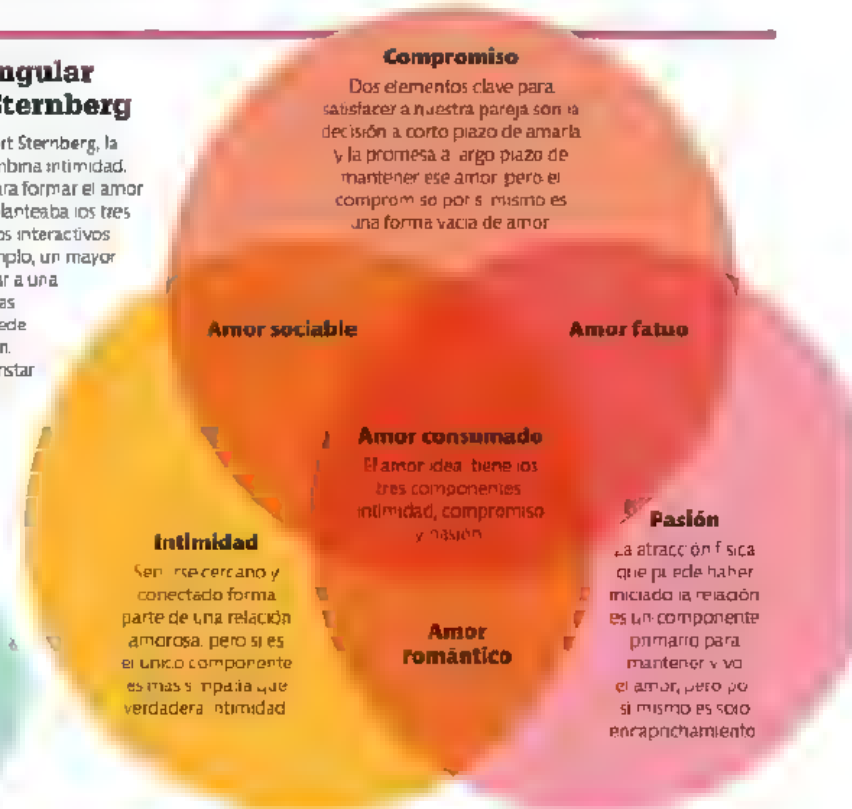 ngular
Sternberg
rt Sternberg, la
mbina intimidad,
ara formar el amor
lanteaba los tres
os interactivos
mplo, un mayor
ar a una
as
ede
n.
nstar
Compromiso
Dos elementos clave para
satisfacer a nuestra pareja son la
decisión a corto plazo de amarla
y la promesa a largo plazo de
mantener ese amor, pero el
compromiso por sí mismo es
una forma vacía de amor
Amor sociable
Amor fatuo
Amor consumado
El amor ideal tiene los
tres componentes
intimidad, compromiso
y pasión
Intimidad
Sentirse cercano y
conectado forma
parte de una relación
amorosa, pero si es
el único componente
es más simpatía que
verdadera intimidad
Pasión
La atracción física
que puede haber
iniciado la relación
es un componente
primario para
mantener vivo
el amor, pero por
sí mismo es solo
encaprichamiento
Amor
romántico